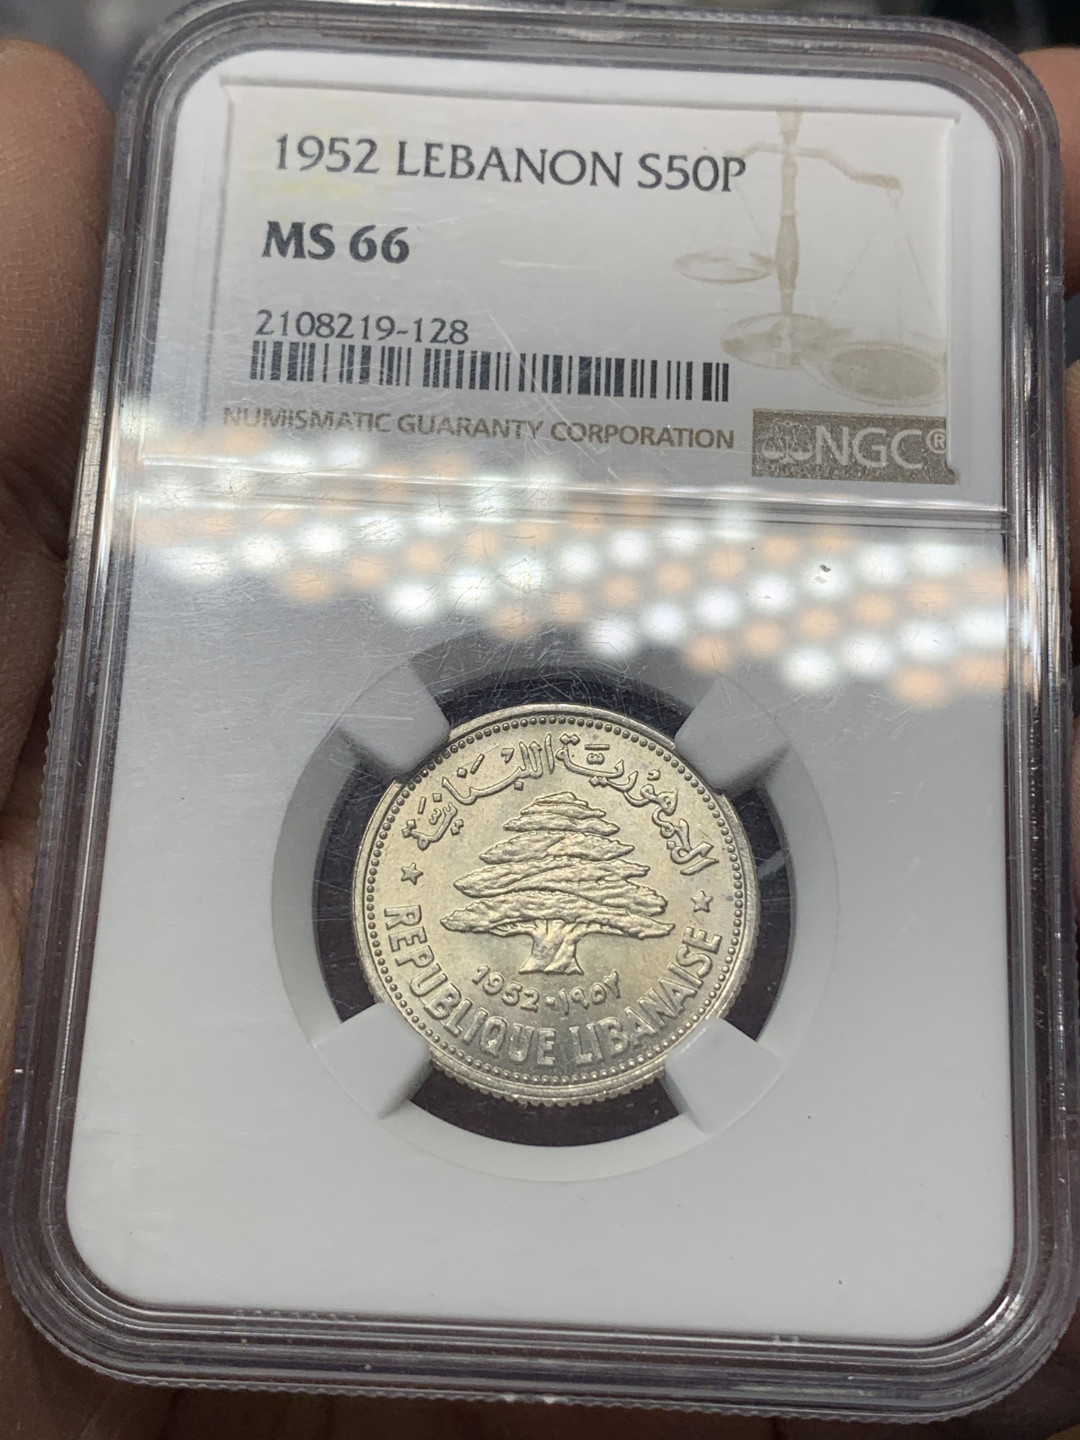 1952 LEBANON S50P
MS 66
2108219-128
NUMISMATIC GUARANTY CORPORATION
NGC®
الجمهورية اللبنانية
1952-١٩٥٢
REPUBLIQUE LIBANAISE